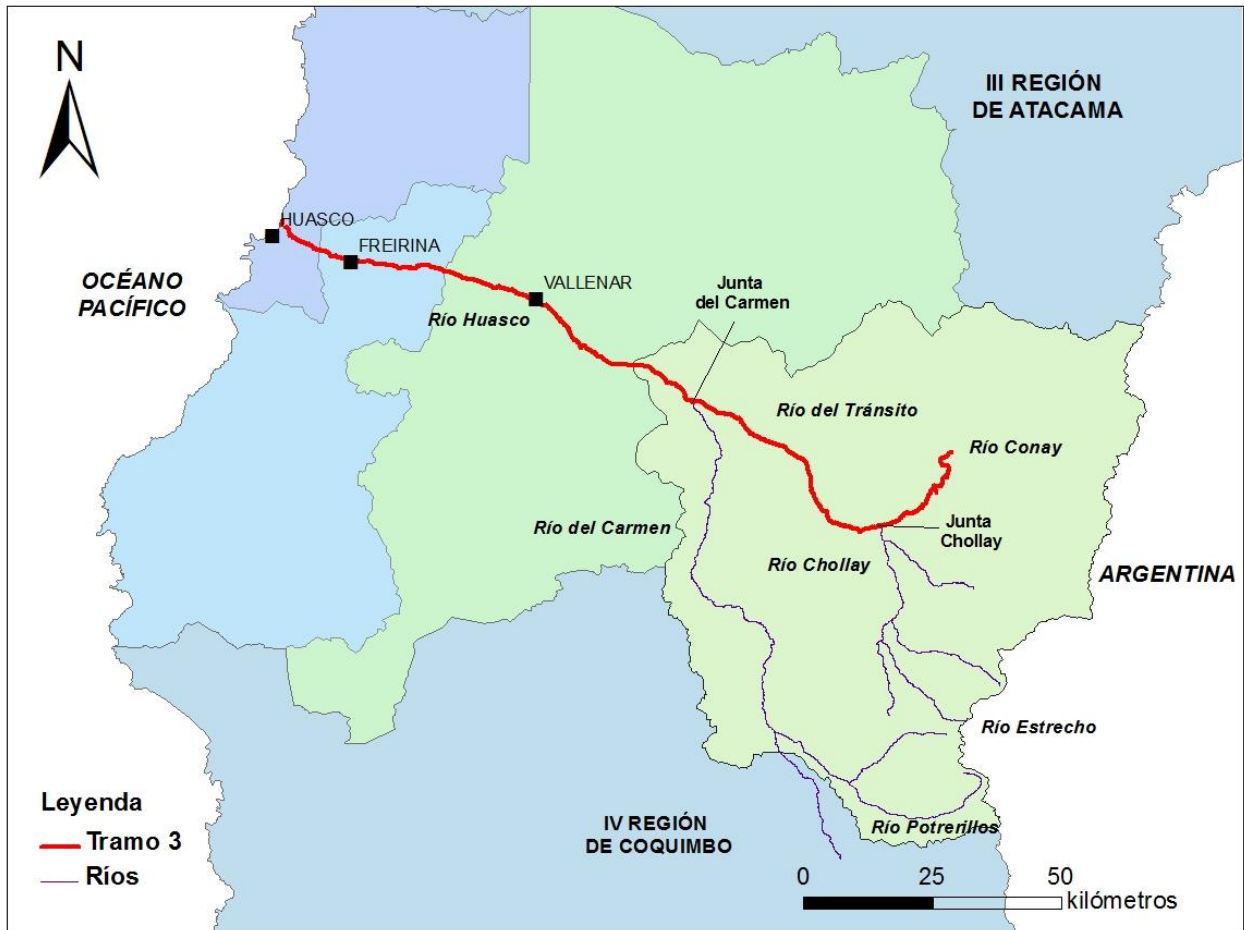 N
III REGIÓN
DE ATACAMA
HUASCO
FREIRINA
OCÉANO
PACÍFICO
VALLENAR
Junta
del Carmen
Río Huasco
Río del Tránsito
Río Conay
Río del Carmen
Junta
Chollay
Río Chollay
ARGENTINA
Río Estrecho
Leyenda
Tramo 3
Ríos
IV REGIÓN
DE COQUIMBO
Río Potrerillos
0 25 50
kilómetros